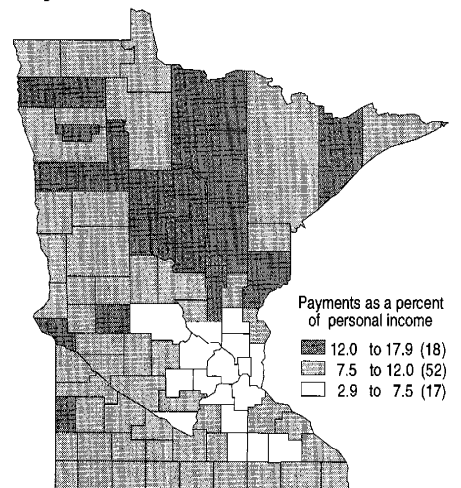 Payments as a percent
of personal income
12.0 to 17.9 (18)
7.5 to 12.0 (52)
2.9 to 7.5 (17)